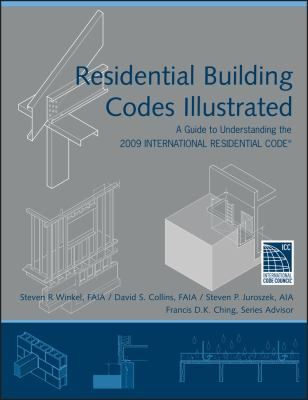 Residential Building
Codes Illustrated
A Guide to Understanding the
2009 INTERNATIONAL RESIDENTIAL CODE®
ICC
INTERNATIONAL
CODE COUNCIL®
Steven R Winkel, FAIA / David S. Collins, FAIA / Steven P. Juroszek, AIA
Francis D.K. Ching, Series Advisor